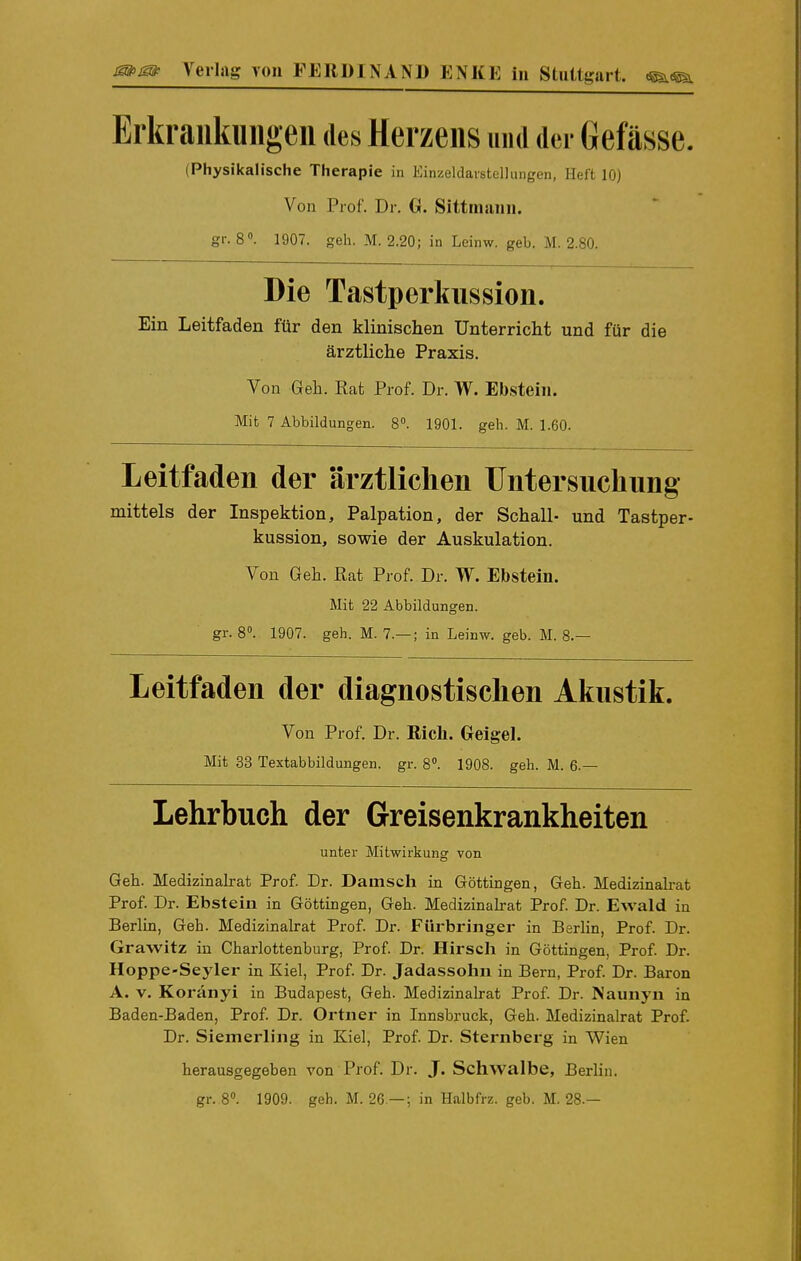 Verlag von FERDINAND ENKE in Stuttgart.
Erkrankungen des Herzens und der Gefässe.
(Physikalische Therapie in Einzeldarstellungen, Heft 10)
Von Prof. Dr. G. Sittmann.
gr. 8º. 1907. geh. M. 2.20; in Leinw. geb. M. 2.80.
Die Tastperkussion.
Ein Leitfaden für den klinischen Unterricht und für die
ärztliche Praxis.
Von Geh. Rat Prof. Dr. W. Ebstein.
Mit 7 Abbildungen. 8º. 1901. geh. M. 1.60.
Leitfaden der ärztlichen Untersuchung
mittels der Inspektion, Palpation, der Schall- und Tastper-
kussion, sowie der Auskulation.
Von Geh. Rat Prof. Dr. W. Ebstein.
Mit 22 Abbildungen.
gr. 8º. 1907. geh. M. 7.—; in Leinw. geb. M. 8.—
Leitfaden der diagnostischen Akustik.
Von Prof. Dr. Rich. Geigel.
Mit 33 Textabbildungen. gr. 8º. 1908. geh. M. 6.—
Lehrbuch der Greisenkrankheiten
unter Mitwirkung von
Geh. Medizinalrat Prof. Dr. Damsch in Göttingen, Geh. Medizinalrat
Prof. Dr. Ebstein in Göttingen, Geh. Medizinalrat Prof. Dr. Ewald in
Berlin, Geh. Medizinalrat Prof. Dr. Fürbringer in Berlin, Prof. Dr.
Grawitz in Charlottenburg, Prof. Dr. Hirsch in Göttingen, Prof. Dr.
Hoppe-Seyler in Kiel, Prof. Dr. Jadassohn in Bern, Prof. Dr. Baron
A. v. Korányi in Budapest, Geh. Medizinalrat Prof. Dr. Naunyn in
Baden-Baden, Prof. Dr. Ortner in Innsbruck, Geh. Medizinalrat Prof.
Dr. Siemerling in Kiel, Prof. Dr. Sternberg in Wien
herausgegeben von Prof. Dr. J. Schwalbe, Berlin.
gr. 8º. 1909. geh. M. 26.—; in Halbfrz. geb. M. 28.—